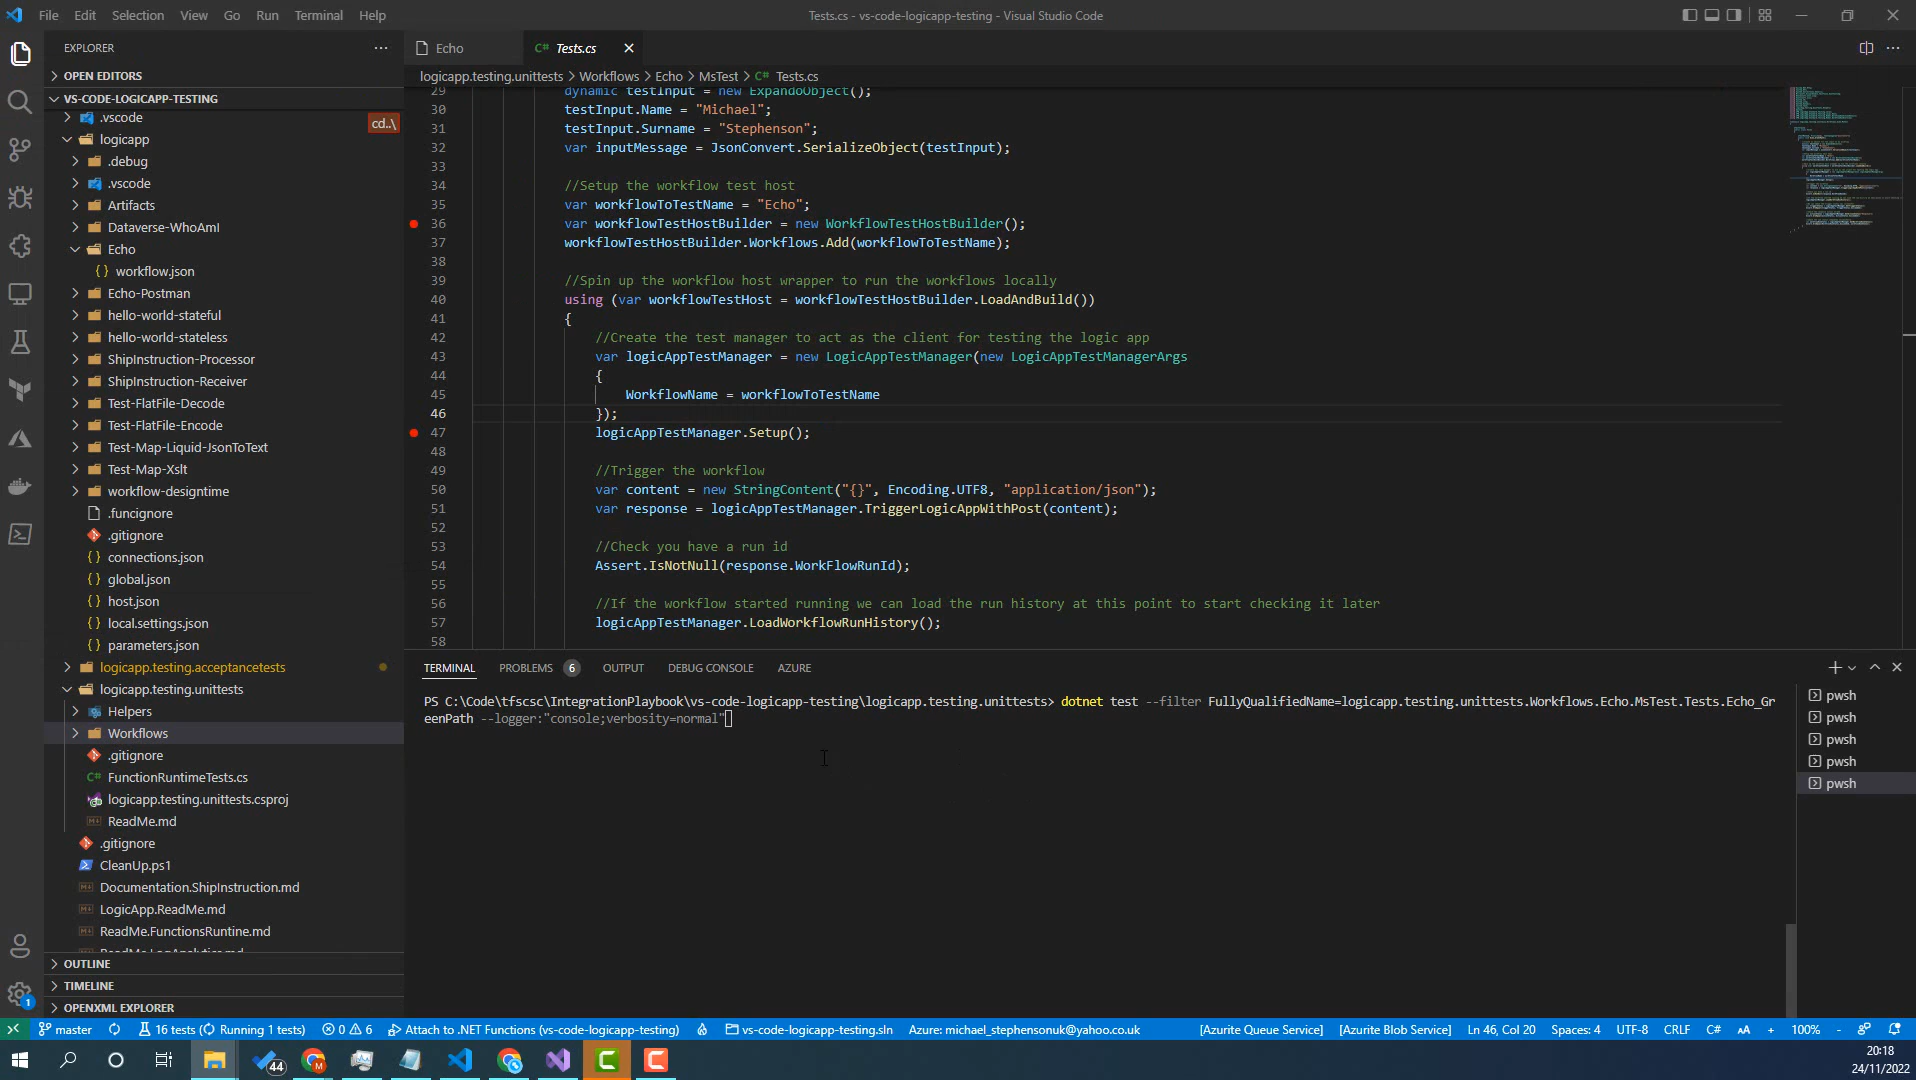 File Edit Selection View Go Run Terminal Help
Tests.cs - vs-code-logicapp-testing - Visual Studio Code
EXPLORER
OPEN EDITORS
VS-CODE-LOGICAPP-TESTING
.vscode
cd..\
logicapp
.debug
.vscode
Artifacts
Dataverse-WhoAmI
Echo
workflow.json
Echo-Postman
hello-world-stateful
hello-world-stateless
ShipInstruction-Processor
ShipInstruction-Receiver
Test-FlatFile-Decode
Test-FlatFile-Encode
Test-Map-Liquid-JsonToText
Test-Map-Xslt
workflow-designtime
.funcignore
.gitignore
connections.json
global.json
host.json
local.settings.json
parameters.json
logicapp.testing.acceptancetests
logicapp.testing.unittests
Helpers
Workflows
.gitignore
FunctionRuntimeTests.cs
logicapp.testing.unittests.csproj
ReadMe.md
.gitignore
CleanUp.ps1
Documentation.ShipInstruction.md
LogicApp.ReadMe.md
ReadMe.FunctionsRuntime.md
ReadMe.LogAnalytics.md
OUTLINE
TIMELINE
OPENXML EXPLORER
Echo
C# Tests.cs
logicapp.testing.unittests > Workflows > Echo > MsTest > C# Tests.cs
29 dynamic testInput = new ExpandoObject();
30 testInput.Name = "Michael";
31 testInput.Surname = "Stephenson";
32 var inputMessage = JsonConvert.SerializeObject(testInput);
33
34 //Setup the workflow test host
35 var workflowToTestName = "Echo";
36 var workflowTestHostBuilder = new WorkflowTestHostBuilder();
37 workflowTestHostBuilder.Workflows.Add(workflowToTestName);
38
39 //Spin up the workflow host wrapper to run the workflows locally
40 using (var workflowTestHost = workflowTestHostBuilder.LoadAndBuild())
41 {
42 //Create the test manager to act as the client for testing the logic app
43 var logicAppTestManager = new LogicAppTestManager(new LogicAppTestManagerArgs
44 {
45 WorkflowName = workflowToTestName
46 });
47 logicAppTestManager.Setup();
48
49 //Trigger the workflow
50 var content = new StringContent("{}", Encoding.UTF8, "application/json");
51 var response = logicAppTestManager.TriggerLogicAppWithPost(content);
52
53 //Check you have a run id
54 Assert.IsNotNull(response.WorkFlowRunId);
55
56 //If the workflow started running we can load the run history at this point to start checking it later
57 logicAppTestManager.LoadWorkflowRunHistory();
58
TERMINAL PROBLEMS 6 OUTPUT DEBUG CONSOLE AZURE
PS C:\Code\tfscsc\IntegrationPlaybook\vs-code-logicapp-testing\logicapp.testing.unittests> dotnet test --filter FullyQualifiedName=logicapp.testing.unittests.Workflows.Echo.MsTest.Tests.Echo_Gr
eenPath --logger:"console;verbosity=normal"
pwsh
pwsh
pwsh
pwsh
pwsh
1
master 16 tests (Running 1 tests) 0 6 Attach to .NET Functions (vs-code-logicapp-testing) vs-code-logicapp-testing.sln Azure: michael_stephensonuk@yahoo.co.uk [Azurite Queue Service] [Azurite Blob Service] Ln 46, Col 20 Spaces: 4 UTF-8 CRLF C# AA + 100% -
44
M
20:18
24/11/2022